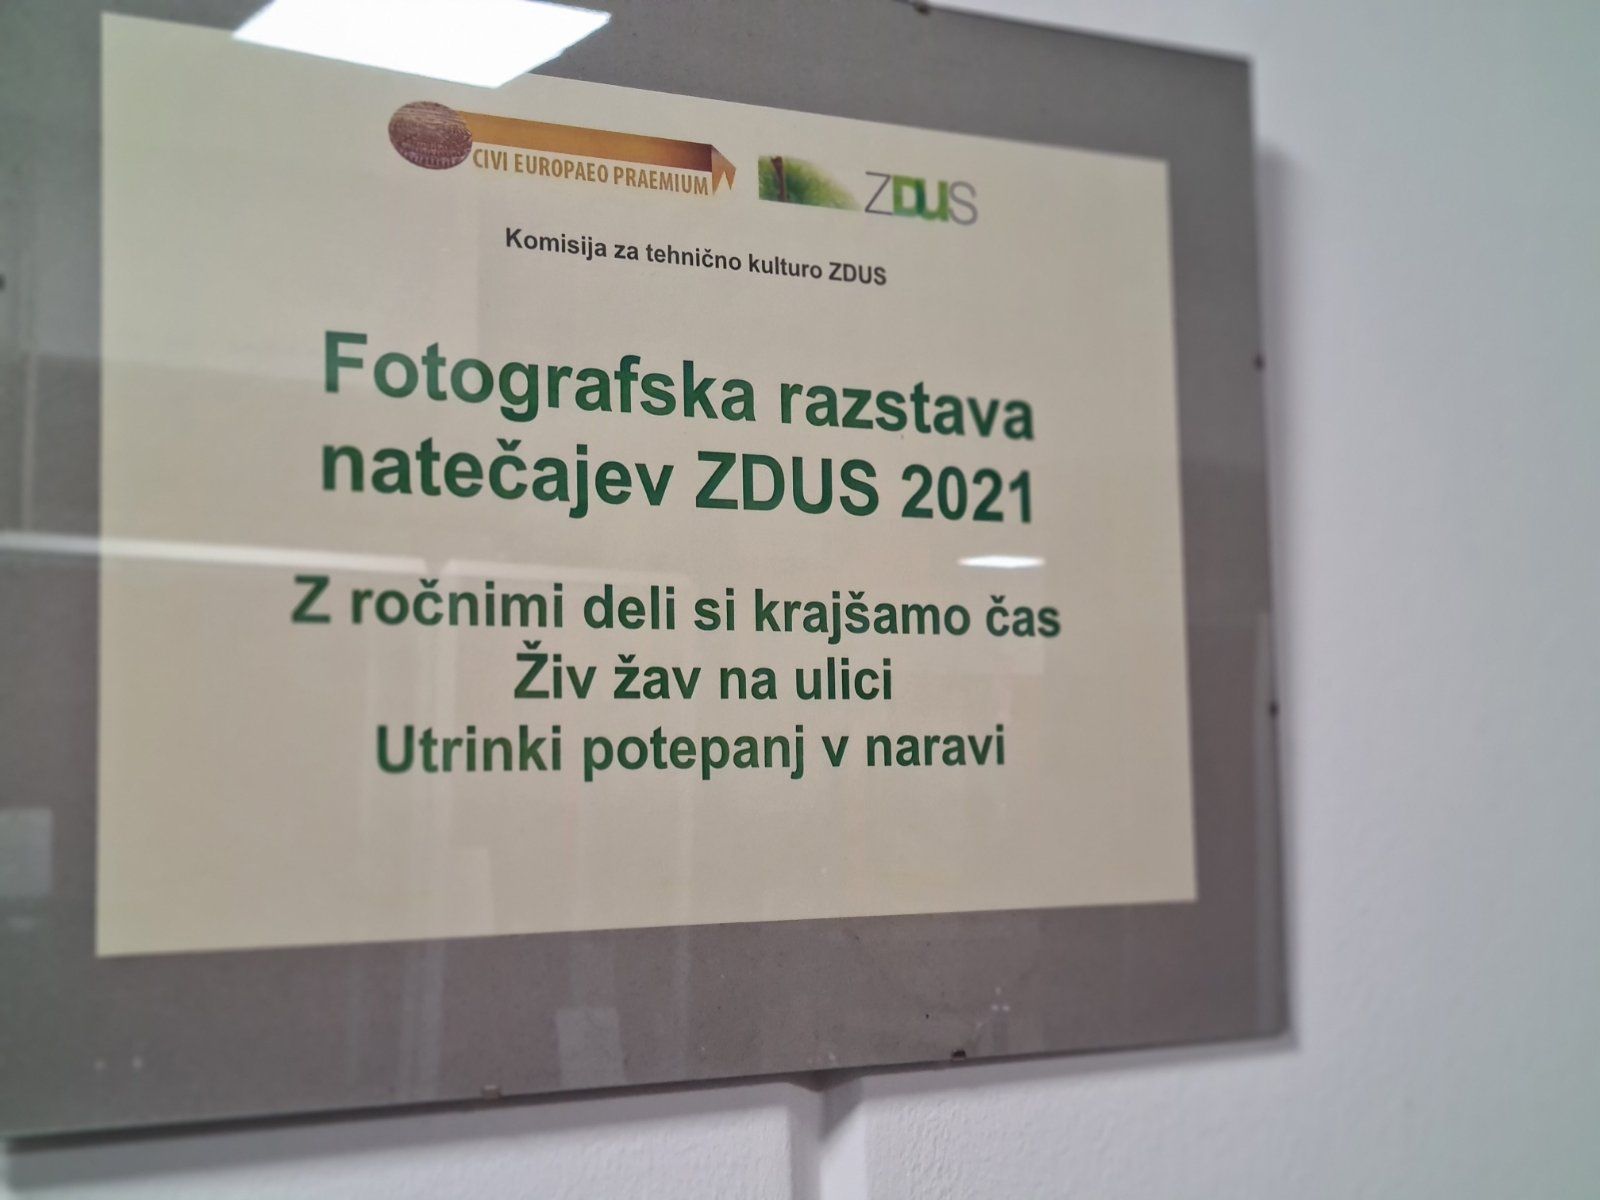 CIVI EUROPAEO PRAEMIUM
ZDUS
Komisija za tehnično kulturo ZDUS
Fotografska razstava
natečajev ZDUS 2021
Z ročnimi deli si krajšamo čas
Živ žav na ulici
Utrinki potepanj v naravi